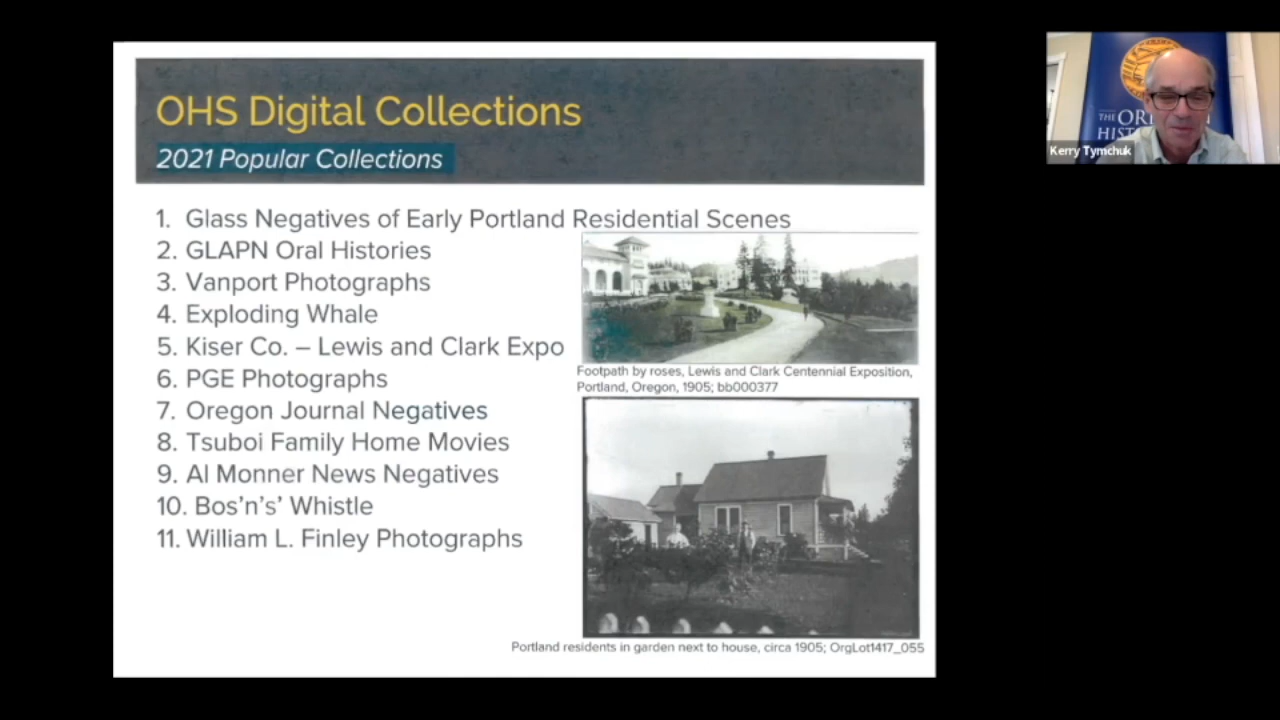 OHS Digital Collections
2021 Popular Collections
1. Glass Negatives of Early Portland Residential Scenes
2. GLAPN Oral Histories
3. Vanport Photographs
4. Exploding Whale
5. Kiser Co. – Lewis and Clark Expo
6. PGE Photographs
7. Oregon Journal Negatives
8. Tsuboi Family Home Movies
9. Al Monner News Negatives
10. Bos'n's' Whistle
11. William L. Finley Photographs
Footpath by roses, Lewis and Clark Centennial Exposition,
Portland, Oregon, 1905; bb000377
Portland residents in garden next to house, circa 1905; OrgLot1417_055
THE
Kerry Tymchuk